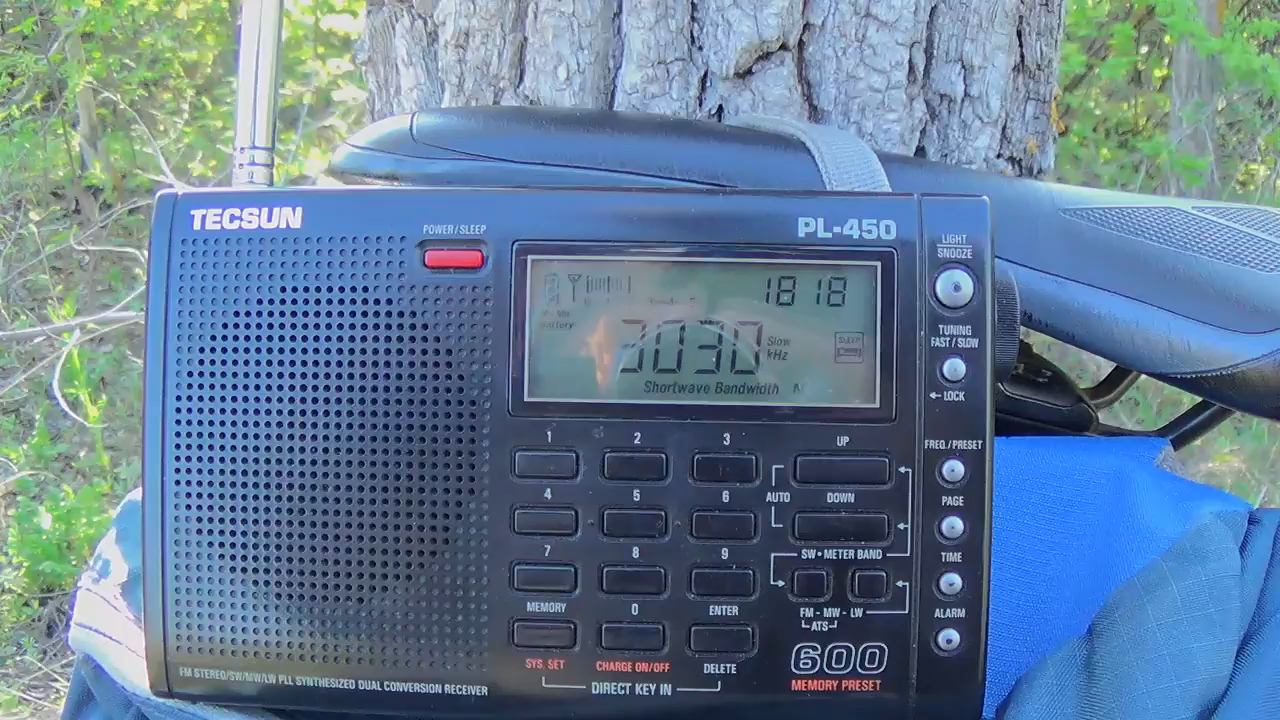 TECSUN
PL-450
POWER/SLEEP
1818
3030
Slow
kHz
SLEEP
Shortwave Bandwidth N
LIGHT
SNOOZE
TUNING
FAST / SLOW
LOCK
FREQ./PRESET
PAGE
TIME
ALARM
1 2 3 UP
4 5 6 AUTO DOWN
7 8 9 SW•METER BAND
MEMORY 0 ENTER FM - MW - LW
ATS
SYS. SET CHARGE ON/OFF DELETE
DIRECT KEY IN
600
MEMORY PRESET
FM STEREO/SW/MW/LW PLL SYNTHESIZED DUAL CONVERSION RECEIVER